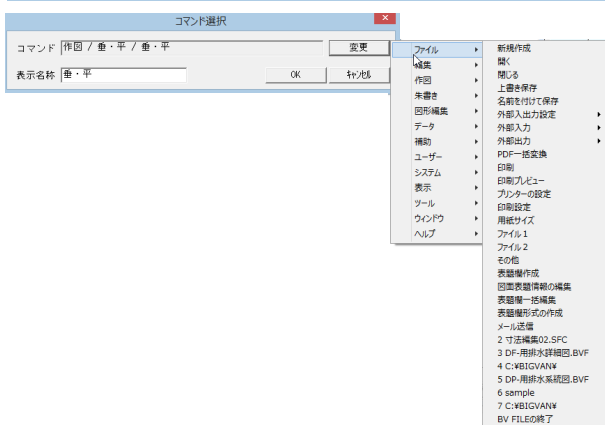 コマンド選択
コマンド 作図 / 垂・平 / 垂・平 変更
表示名称 垂・平 OK ｷｬﾝｾﾙ
ファイル
編集
作図
朱書き
図形編集
データ
補助
ユーザー
システム
表示
ツール
ウィンドウ
ヘルプ
新規作成
開く
閉じる
上書き保存
名前を付けて保存
外部入出力設定
外部入力
外部出力
PDF一括変換
印刷
印刷プレビュー
プリンターの設定
印刷設定
用紙サイズ
ファイル 1
ファイル 2
その他
表題欄作成
図面表題情報の編集
表題欄一括編集
表題欄形式の作成
メール送信
2 寸法編集02.SFC
3 DF-用排水詳細図.BVF
4 C:¥BIGVAN¥
5 DP-用排水系統図.BVF
6 sample
7 C:¥BIGVAN¥
BV FILEの終了